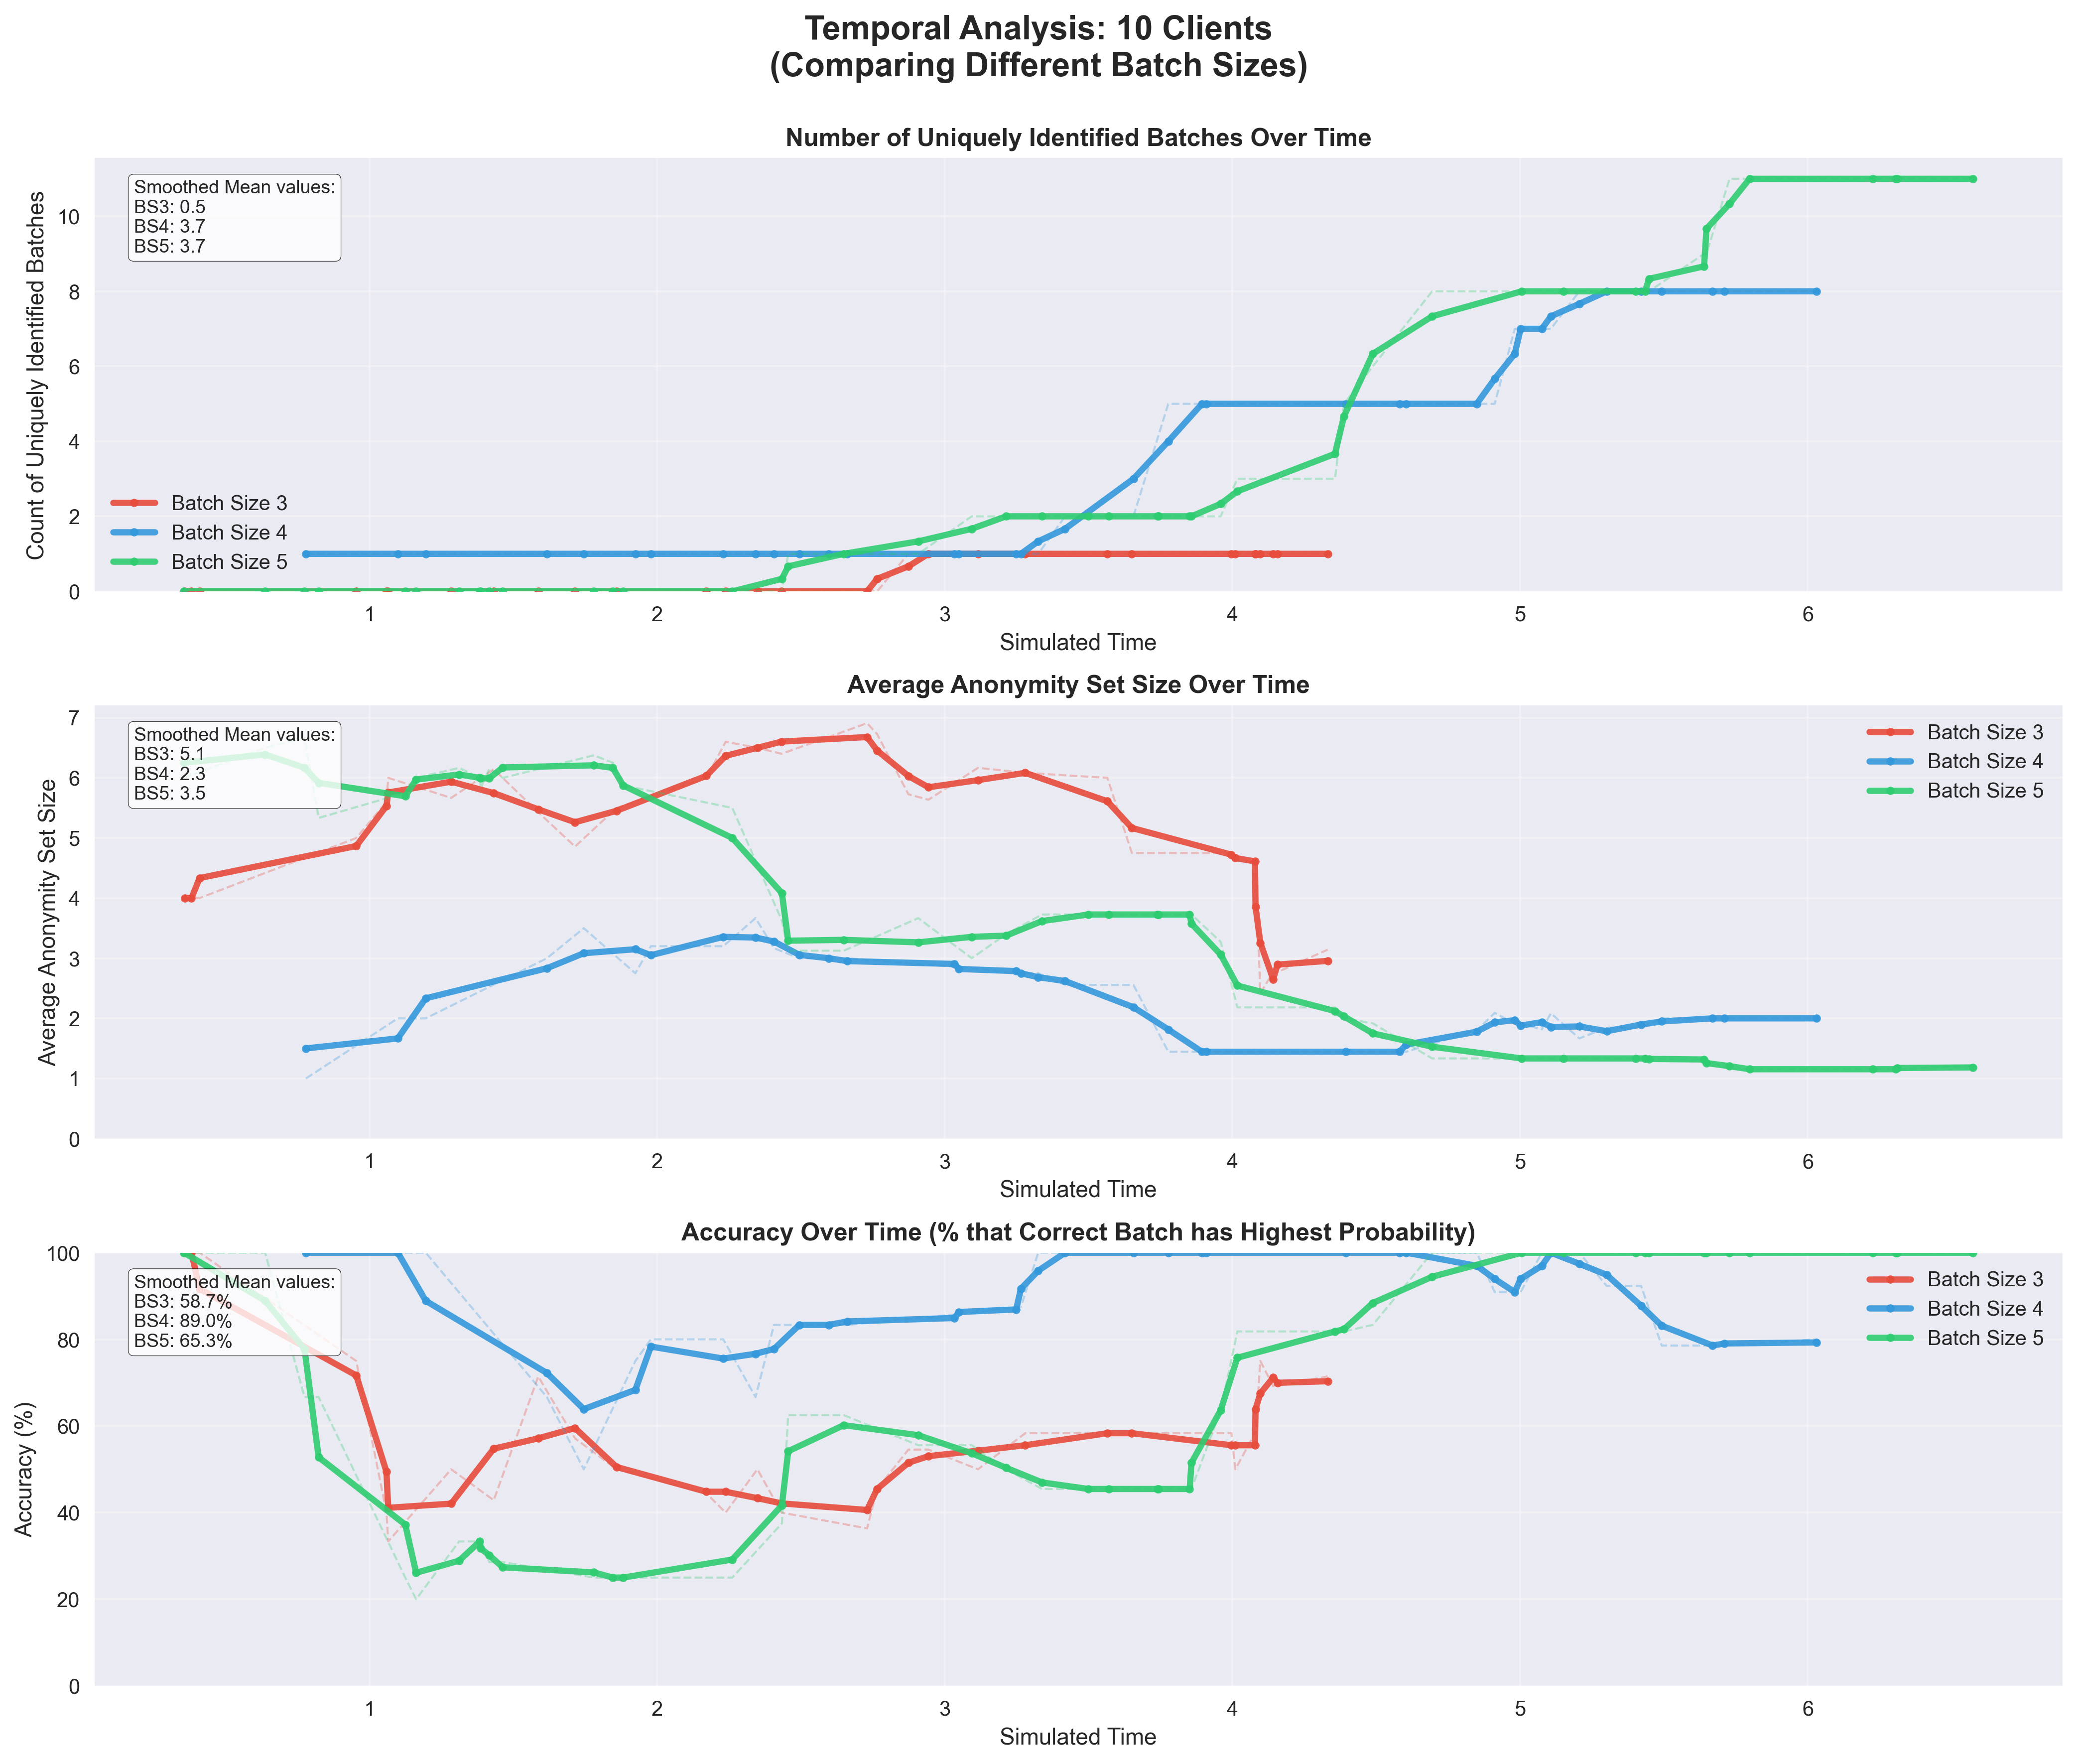 Temporal Analysis: 10 Clients
(Comparing Different Batch Sizes)
Number of Uniquely Identified Batches Over Time
Smoothed Mean values:
BS3: 0.5
BS4: 3.7
BS5: 3.7
Count of Uniquely Identified Batches
10
8
6
4
2
0
Batch Size 3
Batch Size 4
Batch Size 5
1 2 3 4 5 6
Simulated Time
Average Anonymity Set Size Over Time
Smoothed Mean values:
BS3: 5.1
BS4: 2.3
BS5: 3.5
Average Anonymity Set Size
7
6
5
4
3
2
1
0
Batch Size 3
Batch Size 4
Batch Size 5
1 2 3 4 5 6
Simulated Time
Accuracy Over Time (% that Correct Batch has Highest Probability)
Smoothed Mean values:
BS3: 58.7%
BS4: 89.0%
BS5: 65.3%
Accuracy (%)
100
80
60
40
20
0
Batch Size 3
Batch Size 4
Batch Size 5
1 2 3 4 5 6
Simulated Time